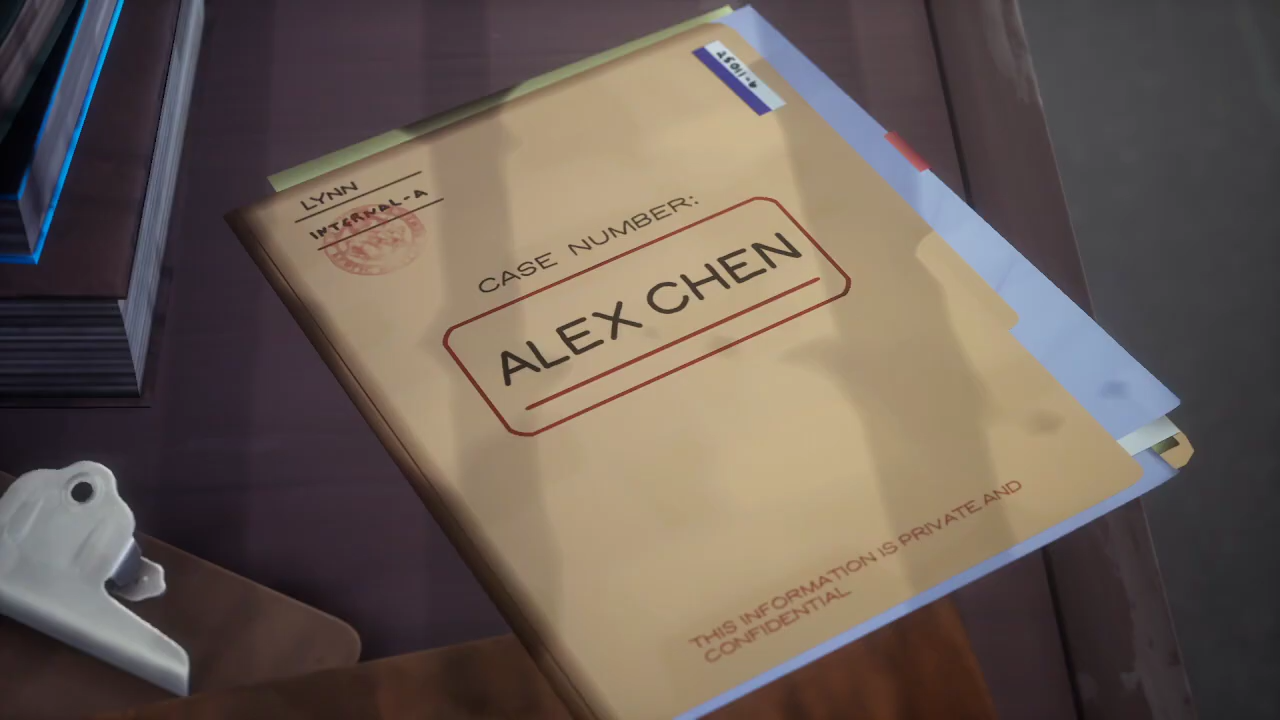 LYNN
INTERNAL-A
CASE NUMBER:
ALEX CHEN
THIS INFORMATION IS PRIVATE AND
CONFIDENTIAL